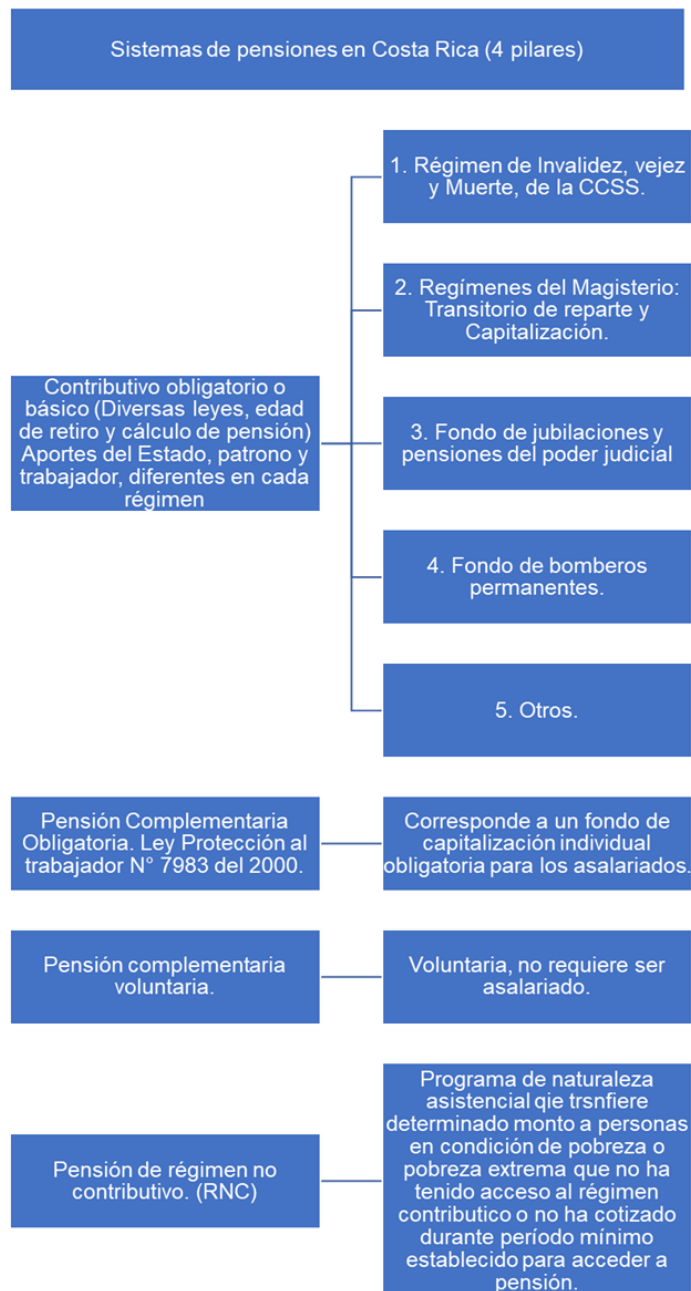 Sistemas de pensiones en Costa Rica (4 pilares)
1. Régimen de Invalidez, vejez
y Muerte, de la CCSS.
2. Regímenes del Magisterio:
Transitorio de reparte y
Capitalización.
Contributivo obligatorio o
básico (Diversas leyes, edad
de retiro y cálculo de pensión)
Aportes del Estado, patrono y
trabajador, diferentes en cada
régimen
3. Fondo de jubilaciones y
pensiones del poder judicial
4. Fondo de bomberos
permanentes.
5. Otros.
Pensión Complementaria
Obligatoria. Ley Protección al
trabajador N° 7983 del 2000.
Corresponde a un fondo de
capitalización individual
obligatoria para los asalariados.
Pensión complementaria
voluntaria.
Voluntaria, no requiere ser
asalariado.
Pensión de régimen no
contributivo. (RNC)
Programa de naturaleza
asistencial qie trsnfiere
determinado monto a personas
en condición de pobreza o
pobreza extrema que no ha
tenido acceso al régimen
contributico o no ha cotizado
durante período mínimo
establecido para acceder a
pensión.